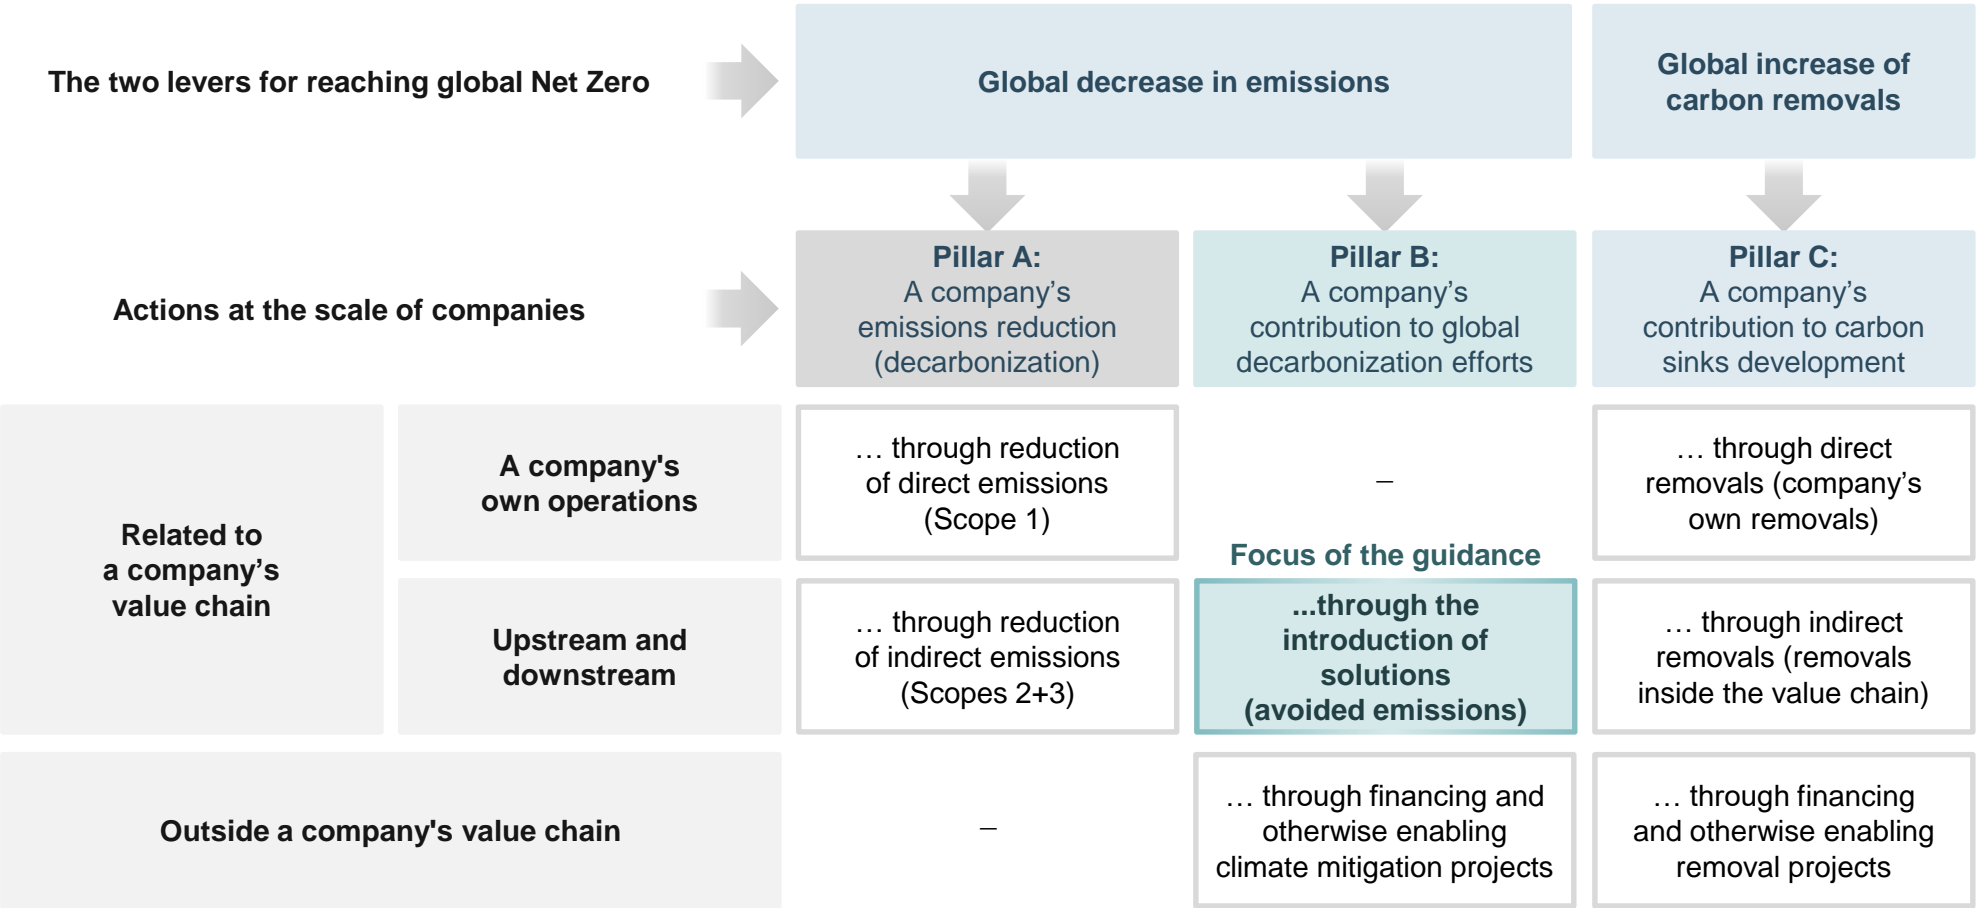 The two levers for reaching global Net Zero
Global decrease in emissions
Global increase of
carbon removals
Actions at the scale of companies
Pillar A:
A company’s
emissions reduction
(decarbonization)
Pillar B:
A company’s
contribution to global
decarbonization efforts
Pillar C:
A company’s
contribution to carbon
sinks development
Related to
a company’s
value chain
A company's
own operations
… through reduction
of direct emissions
(Scope 1)
–
… through direct
removals (company’s
own removals)
Focus of the guidance
Upstream and
downstream
… through reduction
of indirect emissions
(Scopes 2+3)
...through the
introduction of
solutions
(avoided emissions)
… through indirect
removals (removals
inside the value chain)
Outside a company's value chain
–
… through financing and
otherwise enabling
climate mitigation projects
… through financing
and otherwise enabling
removal projects